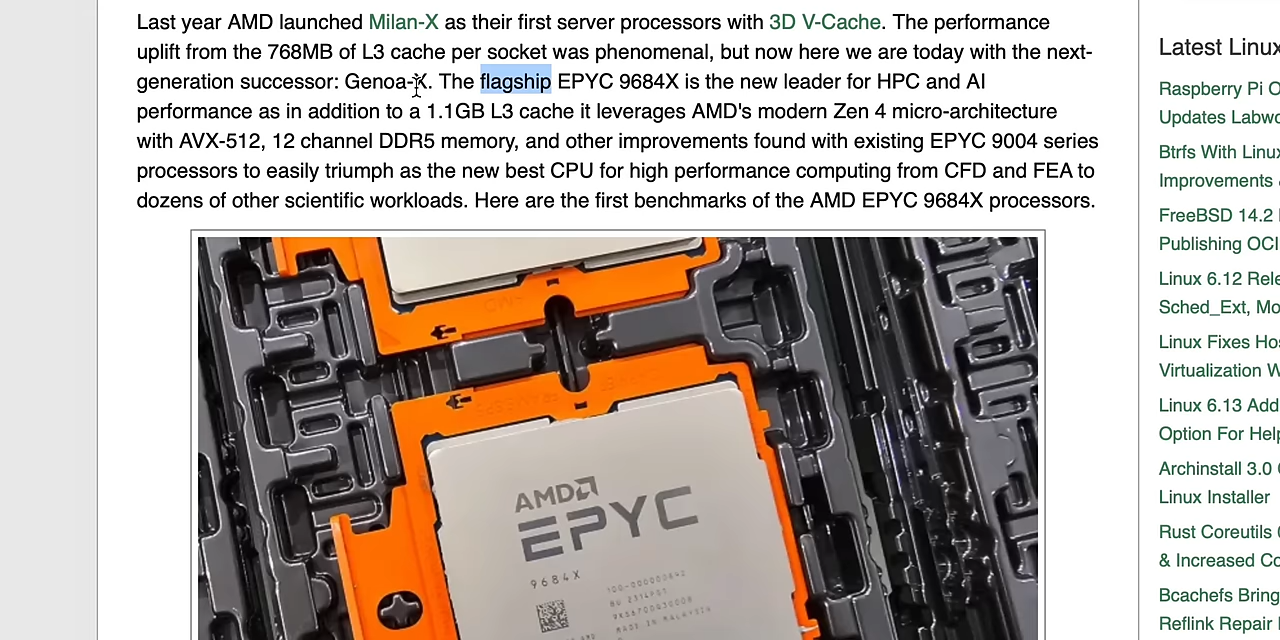 Last year AMD launched Milan-X as their first server processors with 3D V-Cache. The performance
uplift from the 768MB of L3 cache per socket was phenomenal, but now here we are today with the next-
generation successor: Genoa-X. The flagship EPYC 9684X is the new leader for HPC and AI
performance as in addition to a 1.1GB L3 cache it leverages AMD's modern Zen 4 micro-architecture
with AVX-512, 12 channel DDR5 memory, and other improvements found with existing EPYC 9004 series
processors to easily triumph as the new best CPU for high performance computing from CFD and FEA to
dozens of other scientific workloads. Here are the first benchmarks of the AMD EPYC 9684X processors.
AMD
EPYC
9684X
MADE IN MALAYSIA
Latest Linux
Raspberry Pi O
Updates Labwc
Btrfs With Linux
Improvements
FreeBSD 14.2
Publishing OCI
Linux 6.12 Rele
Sched_Ext, Mo
Linux Fixes Hos
Virtualization W
Linux 6.13 Add
Option For Help
Archinstall 3.0
Linux Installer
Rust Coreutils
& Increased Co
Bcachefs Bring
Reflink Repair